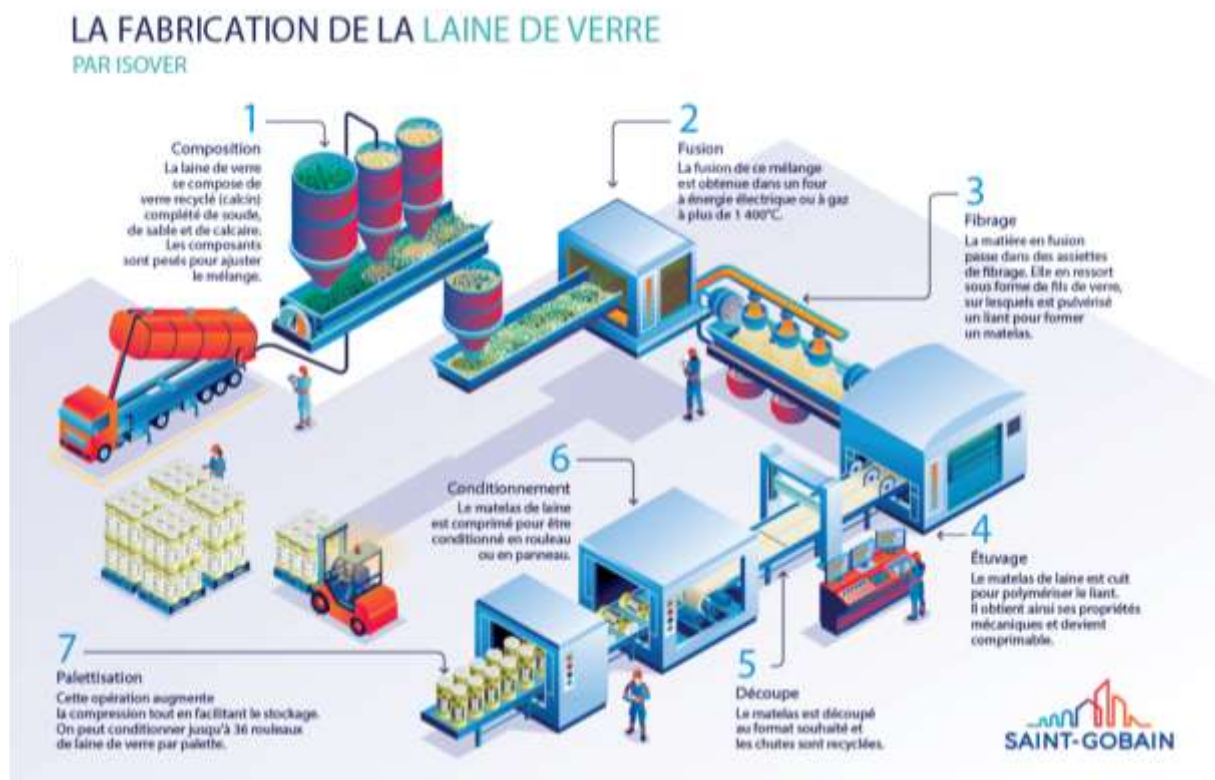 LA FABRICATION DE LA LAINE DE VERRE
PAR ISOVER
1
Composition
La laine de verre
se compose de
verre recyclé (calcin)
complété de soude,
de sable et de calcaire.
Les composants
sont pesés pour ajuster
le mélange.
2
Fusion
La fusion de ce mélange
est obtenue dans un four
à énergie électrique ou à gaz
à plus de 1 400°C.
3
Fibrage
La matière en fusion
passe dans des assiettes
de fibrage. Elle en ressort
sous forme de fils de verre,
sur lesquels est pulvérisé
un liant pour former
un matelas.
4
Étuvage
Le matelas de laine est cuit
pour polymériser le liant.
Il obtient ainsi ses propriétés
mécaniques et devient
comprimable.
5
Découpe
Le matelas est découpé
au format souhaité et
les chutes sont recyclées.
6
Conditionnement
Le matelas de laine
est comprimé pour être
conditionné en rouleau
ou en panneau.
7
Palettisation
Cette opération augmente
la compression tout en facilitant le stockage.
On peut conditionner jusqu'à 36 rouleaux
de laine de verre par palette.
SAINT-GOBAIN